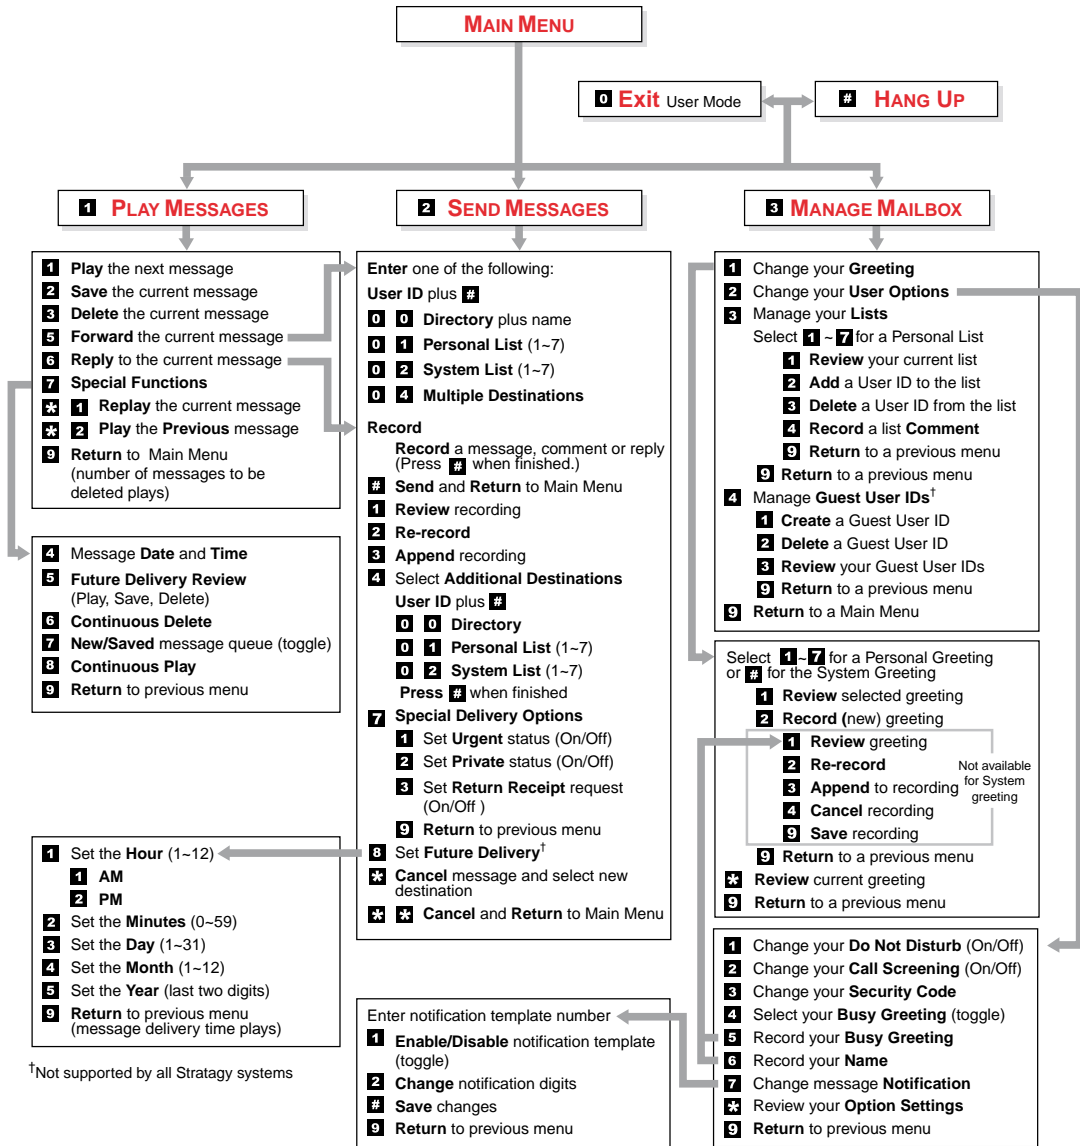 MAIN MENU
0 Exit User Mode
# HANG UP
1 PLAY MESSAGES
2 SEND MESSAGES
3 MANAGE MAILBOX
1 Play the next message
2 Save the current message
3 Delete the current message
5 Forward the current message
6 Reply to the current message
7 Special Functions
* 1 Replay the current message
* 2 Play the Previous message
9 Return to Main Menu
(number of messages to be
deleted plays)
4 Message Date and Time
5 Future Delivery Review
(Play, Save, Delete)
6 Continuous Delete
7 New/Saved message queue (toggle)
8 Continuous Play
9 Return to previous menu
1 Set the Hour (1~12)
1 AM
2 PM
2 Set the Minutes (0~59)
3 Set the Day (1~31)
4 Set the Month (1~12)
5 Set the Year (last two digits)
9 Return to previous menu
(message delivery time plays)
†Not supported by all Stratagy systems
Enter one of the following:
User ID plus #
0 0 Directory plus name
0 1 Personal List (1~7)
0 2 System List (1~7)
0 4 Multiple Destinations
Record
Record a message, comment or reply
(Press # when finished.)
# Send and Return to Main Menu
1 Review recording
2 Re-record
3 Append recording
4 Select Additional Destinations
User ID plus #
0 0 Directory
0 1 Personal List (1~7)
0 2 System List (1~7)
Press # when finished
7 Special Delivery Options
1 Set Urgent status (On/Off)
2 Set Private status (On/Off)
3 Set Return Receipt request
(On/Off )
9 Return to previous menu
8 Set Future Delivery†
* Cancel message and select new
destination
* * Cancel and Return to Main Menu
Enter notification template number
1 Enable/Disable notification template
(toggle)
2 Change notification digits
# Save changes
9 Return to previous menu
1 Change your Greeting
2 Change your User Options
3 Manage your Lists
Select 1 ~ 7 for a Personal List
1 Review your current list
2 Add a User ID to the list
3 Delete a User ID from the list
4 Record a list Comment
9 Return to a previous menu
9 Return to a previous menu
4 Manage Guest User IDs†
1 Create a Guest User ID
2 Delete a Guest User ID
3 Review your Guest User IDs
9 Return to a previous menu
9 Return to a Main Menu
Select 1~7 for a Personal Greeting
or # for the System Greeting
1 Review selected greeting
2 Record (new) greeting
1 Review greeting
2 Re-record
3 Append to recording
4 Cancel recording
9 Save recording
Not available
for System
greeting
9 Return to a previous menu
* Review current greeting
9 Return to a previous menu
1 Change your Do Not Disturb (On/Off)
2 Change your Call Screening (On/Off)
3 Change your Security Code
4 Select your Busy Greeting (toggle)
5 Record your Busy Greeting
6 Record your Name
7 Change message Notification
* Review your Option Settings
9 Return to previous menu